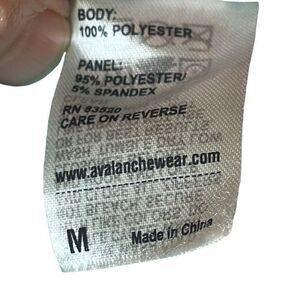 BODY:
100% POLYESTER
PANEL:
95% POLYESTER/
5% SPANDEX
RN 83520
CARE ON REVERSE
www.avalanchewear.com
M
Made in China